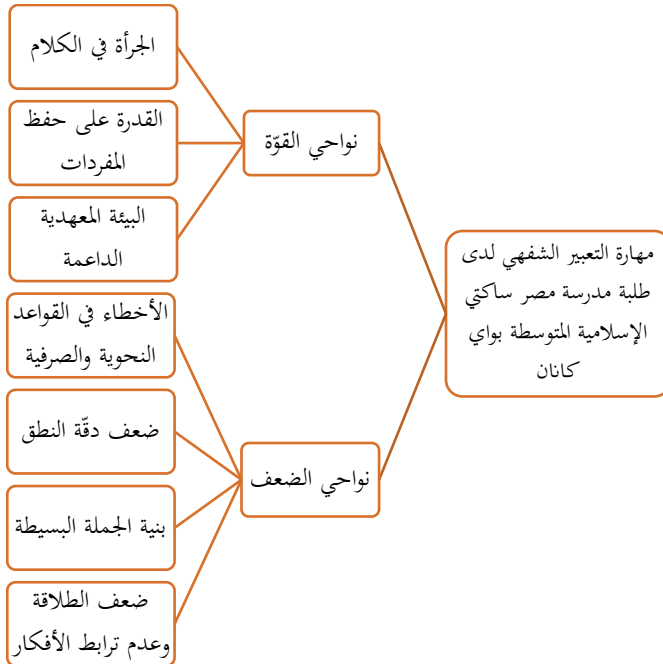 مهارة التعبير الشفهي لدى
طلبة مدرسة مصر ساكتي
الإسلامية المتوسطة بواي
كانان
نواحي القوّة
الجرأة في الكلام
القدرة على حفظ
المفردات
البيئة المعهدية
الداعمة
نواحي الضعف
الأخطاء في القواعد
النحوية والصرفية
ضعف دقّة النطق
بنية الجملة البسيطة
ضعف الطلاقة
وعدم ترابط الأفكار